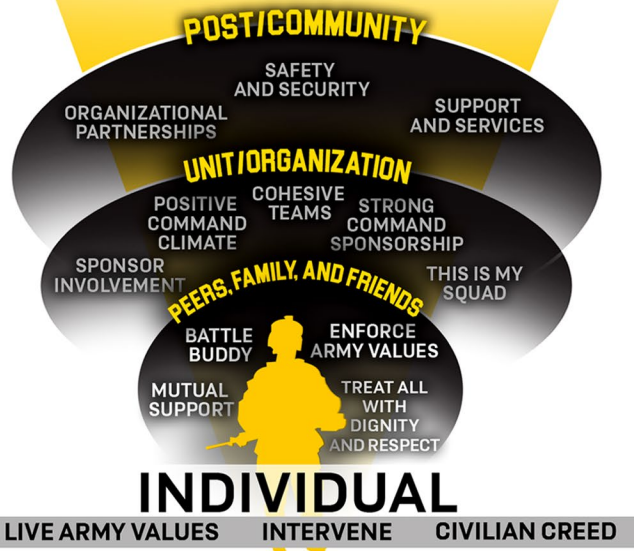 POST/COMMUNITY
SAFETY
AND SECURITY
ORGANIZATIONAL
PARTNERSHIPS
SUPPORT
AND SERVICES
UNIT/ORGANIZATION
POSITIVE
COMMAND
CLIMATE
COHESIVE
TEAMS
STRONG
COMMAND
SPONSORSHIP
SPONSOR
INVOLVEMENT
THIS IS MY
SQUAD
PEERS, FAMILY, AND FRIENDS
BATTLE
BUDDY
ENFORCE
ARMY VALUES
MUTUAL
SUPPORT
TREAT ALL
WITH
DIGNITY
AND RESPECT
INDIVIDUAL
LIVE ARMY VALUES INTERVENE CIVILIAN CREED